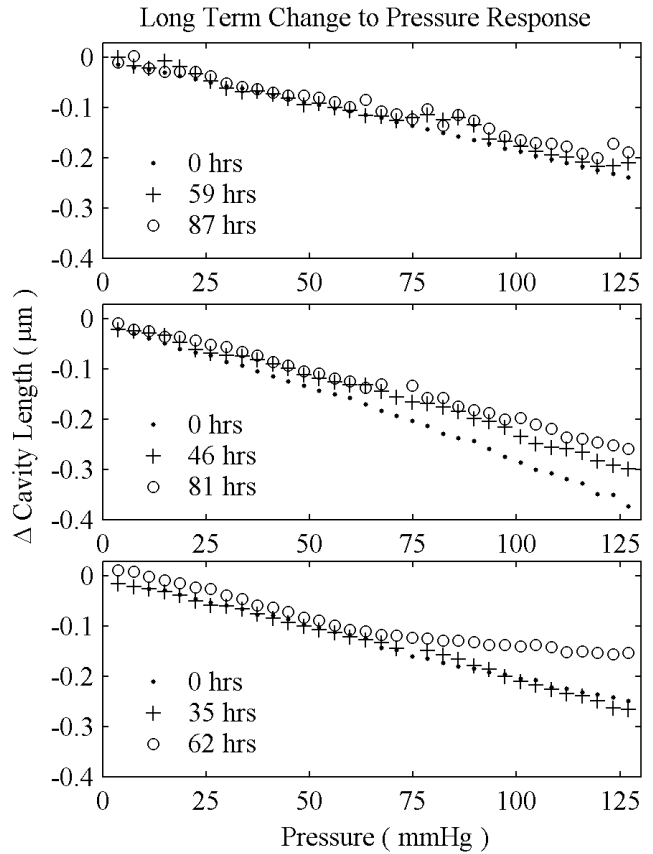 Long Term Change to Pressure Response
0
-0.1
-0.2
-0.3
-0.4
0 hrs
59 hrs
87 hrs
0 25 50 75 100 125
0
-0.1
-0.2
-0.3
-0.4
0 hrs
46 hrs
81 hrs
0 25 50 75 100 125
0
-0.1
-0.2
-0.3
-0.4
0 hrs
35 hrs
62 hrs
0 25 50 75 100 125
Δ Cavity Length ( μm )
Pressure ( mmHg )